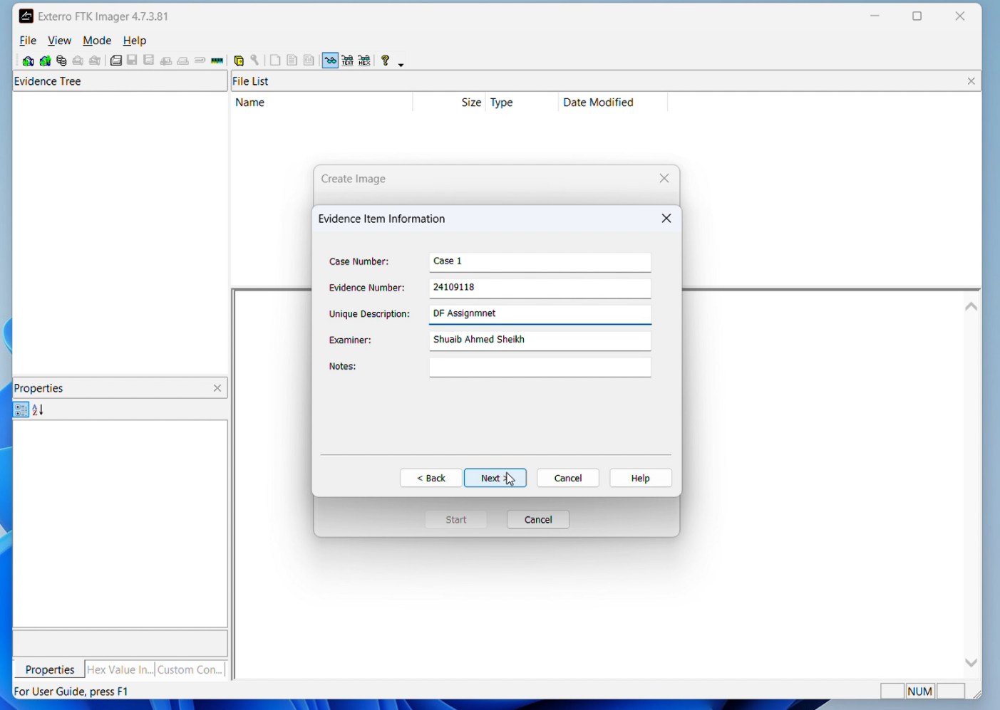 Exterro FTK Imager 4.7.3.81
File View Mode Help
TEXT HEX ?
Evidence Tree
File List
Name Size Type Date Modified
Create Image
Evidence Item Information
Case Number: Case 1
Evidence Number: 24109118
Unique Description: DF Assignmnet
Examiner: Shuaib Ahmed Sheikh
Notes:
< Back Next > Cancel Help
Start Cancel
Properties
A
Z
Properties Hex Value In... Custom Con...
For User Guide, press F1
NUM